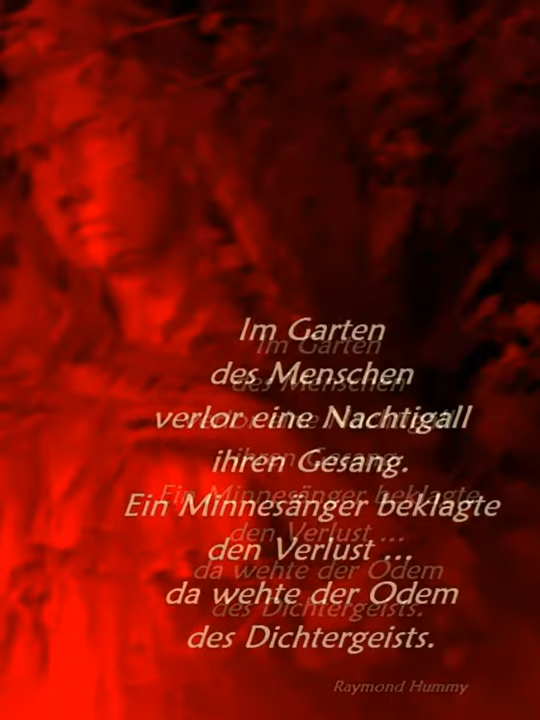 Im Garten
des Menschen
verlor eine Nachtigall
ihren Gesang.
Ein Minnesänger beklagte
den Verlust ...
da wehte der Odem
des Dichtergeists.
Raymond Hummy